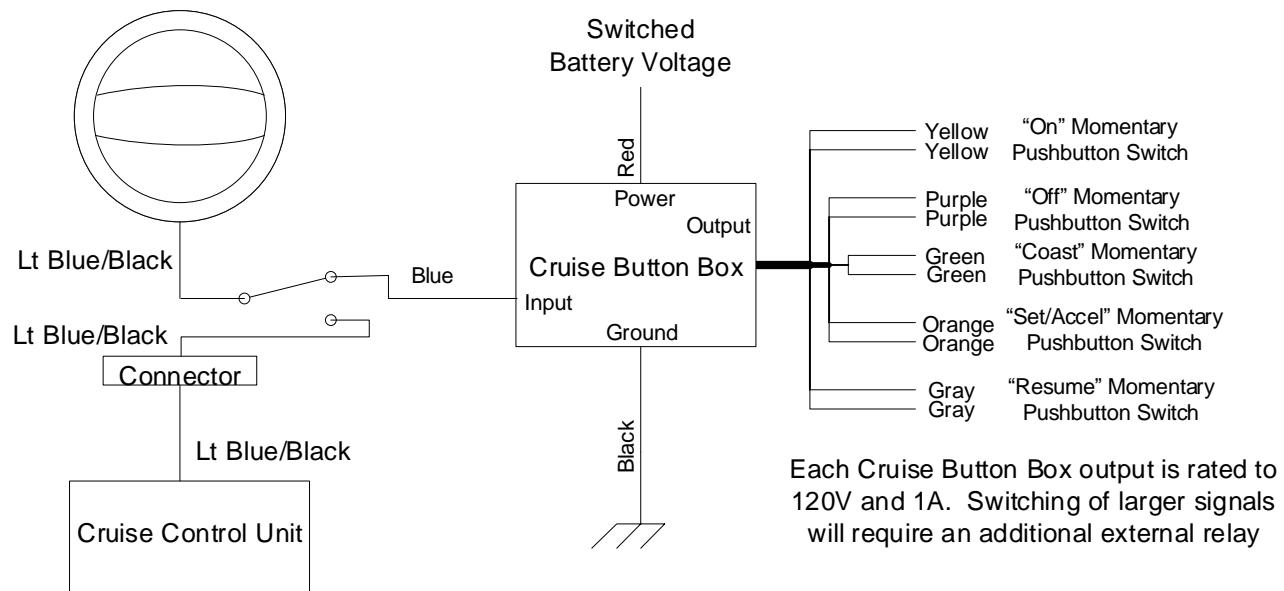 Switched
Battery Voltage
Red
Power
Output
Cruise Button Box
Input
Ground
Black
Lt Blue/Black
Blue
Lt Blue/Black
Connector
Lt Blue/Black
Cruise Control Unit
Yellow “On” Momentary
Yellow Pushbutton Switch
Purple “Off” Momentary
Purple Pushbutton Switch
Green “Coast” Momentary
Green Pushbutton Switch
Orange “Set/Accel” Momentary
Orange Pushbutton Switch
Gray “Resume” Momentary
Gray Pushbutton Switch
Each Cruise Button Box output is rated to
120V and 1A. Switching of larger signals
will require an additional external relay